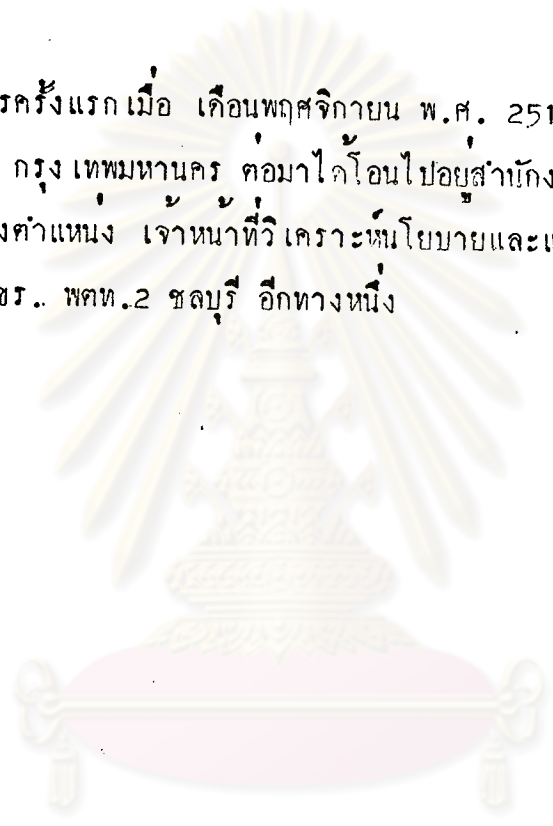 รครั้งแรกเมื่อ เดือนพฤศจิกายน พ.ศ. 251
กรุงเทพมหานคร ต่อมาได้โอนไปอยู่สำนักง
งตำแหน่ง เจ้าหน้าที่วิเคราะห์นโยบายและแ
ชร.. พตท.2 ชลบุรี อีกทางหนึ่ง